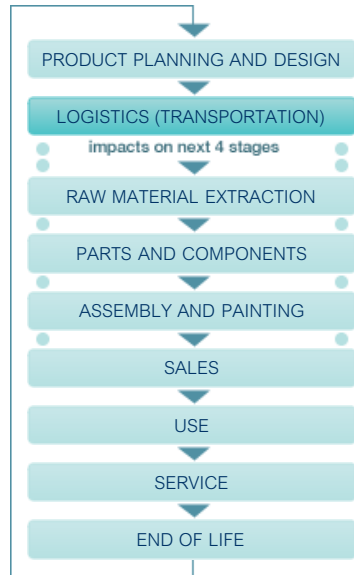 PRODUCT PLANNING AND DESIGN
LOGISTICS (TRANSPORTATION)
impacts on next 4 stages
RAW MATERIAL EXTRACTION
PARTS AND COMPONENTS
ASSEMBLY AND PAINTING
SALES
USE
SERVICE
END OF LIFE